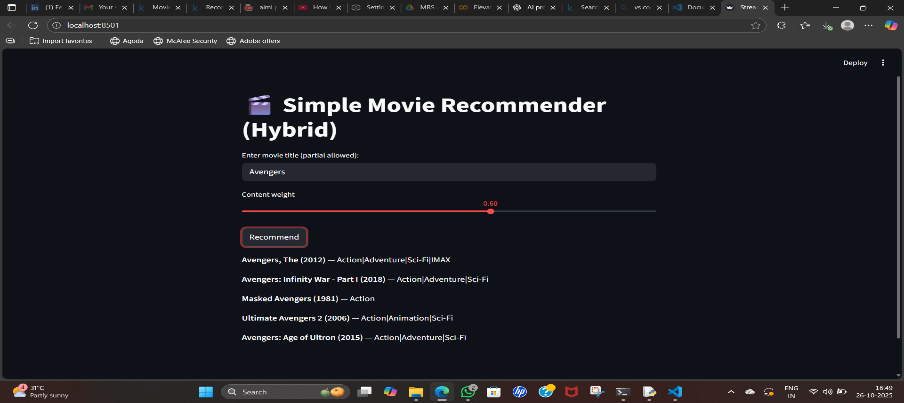 (1) Fe
Your
Movi
Reco
aimi
How
Settin
MRS
Elewa
AI pr
Searc
vs co
Docu
Strea
localhost:8501
Import favorites
Agoda
McAfee Security
Adobe offers
Deploy
Simple Movie Recommender
(Hybrid)
Enter movie title (partial allowed):
Avengers
Content weight
0.60
Recommend
Avengers, The (2012) — Action|Adventure|Sci-Fi|IMAX
Avengers: Infinity War - Part I (2018) — Action|Adventure|Sci-Fi
Masked Avengers (1981) — Action
Ultimate Avengers 2 (2006) — Action|Animation|Sci-Fi
Avengers: Age of Ultron (2015) — Action|Adventure|Sci-Fi
31°C
Partly sunny
Search
ENG
IN
16:49
26-10-2025